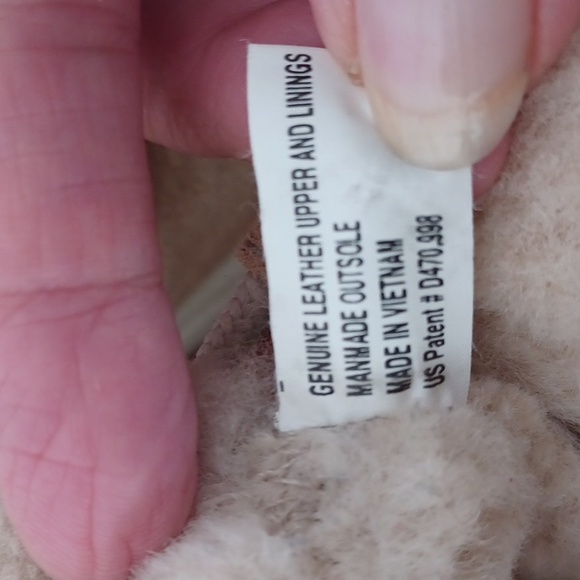 GENUINE LEATHER UPPER AND LININGS
MANMADE OUTSOLE
MADE IN VIETNAM
US Patent # D470,998